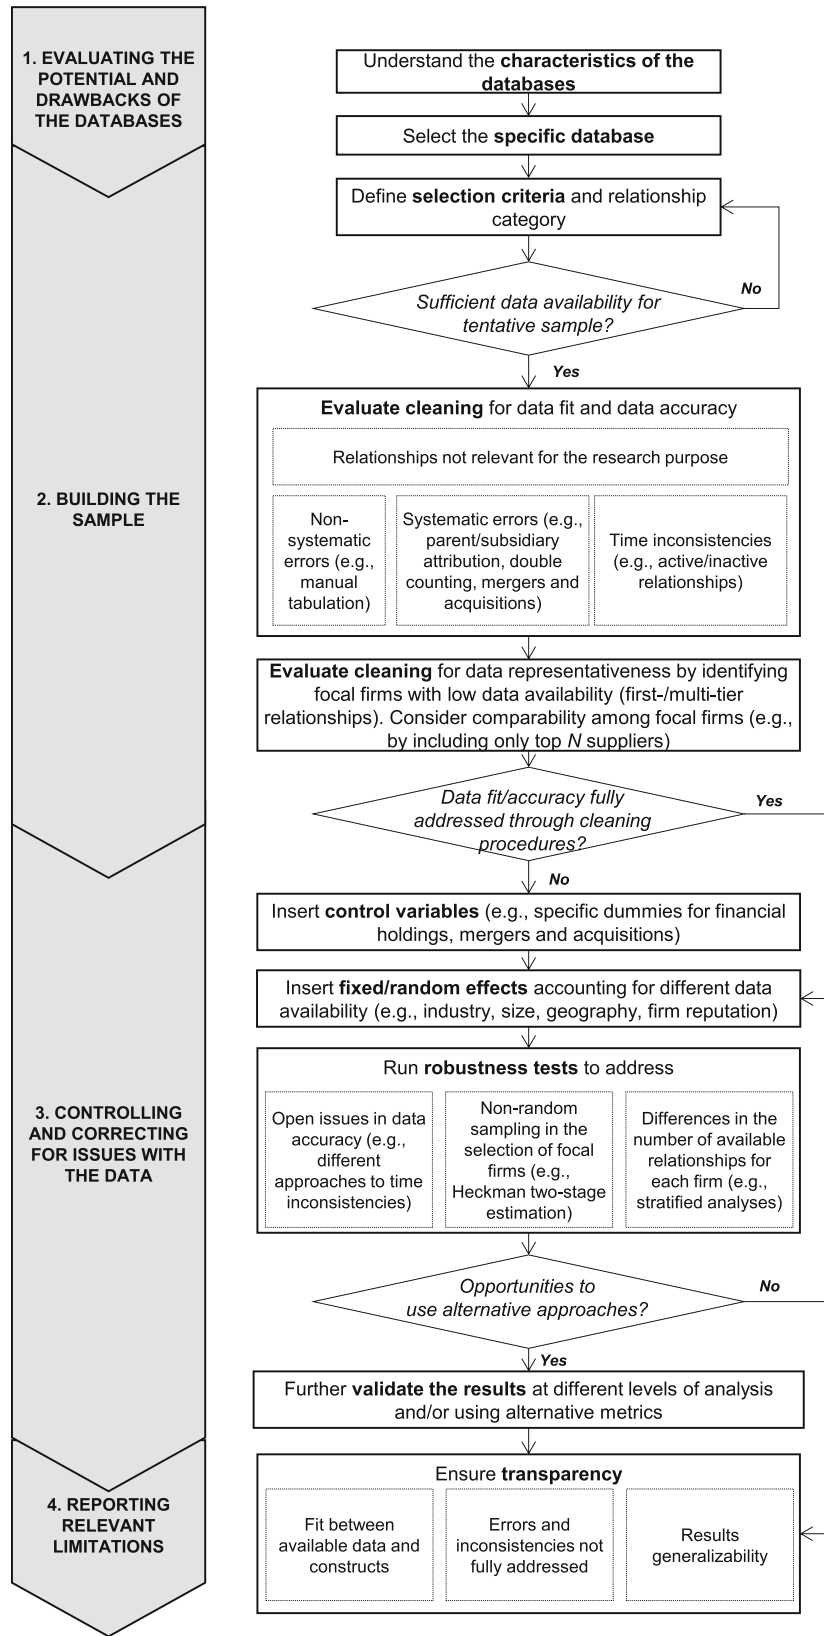 1. EVALUATING THE
POTENTIAL AND
DRAWBACKS OF
THE DATABASES
Understand the characteristics of the
databases
Select the specific database
Define selection criteria and relationship
category
No
Sufficient data availability for
tentative sample?
Yes
2. BUILDING THE
SAMPLE
Evaluate cleaning for data fit and data accuracy
Relationships not relevant for the research purpose
Non-
systematic
errors (e.g.,
manual
tabulation)
Systematic errors (e.g.,
parent/subsidiary
attribution, double
counting, mergers and
acquisitions)
Time inconsistencies
(e.g., active/inactive
relationships)
Evaluate cleaning for data representativeness by identifying
focal firms with low data availability (first-/multi-tier
relationships). Consider comparability among focal firms (e.g.,
by including only top N suppliers)
Data fit/accuracy fully
addressed through cleaning
procedures?
Yes
No
3. CONTROLLING
AND CORRECTING
FOR ISSUES WITH
THE DATA
Insert control variables (e.g., specific dummies for financial
holdings, mergers and acquisitions)
Insert fixed/random effects accounting for different data
availability (e.g., industry, size, geography, firm reputation)
Run robustness tests to address
Open issues in data
accuracy (e.g.,
different
approaches to time
inconsistencies)
Non-random
sampling in the
selection of focal
firms (e.g.,
Heckman two-stage
estimation)
Differences in the
number of available
relationships for
each firm (e.g.,
stratified analyses)
Opportunities to
use alternative approaches?
No
Yes
Further validate the results at different levels of analysis
and/or using alternative metrics
4. REPORTING
RELEVANT
LIMITATIONS
Ensure transparency
Fit between
available data and
constructs
Errors and
inconsistencies not
fully addressed
Results
generalizability